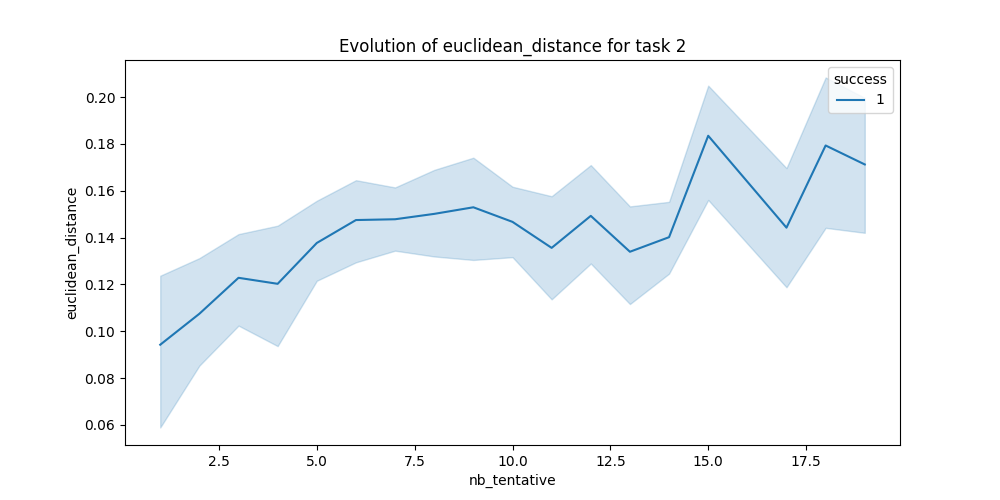 Evolution of euclidean_distance for task 2
success
1
euclidean_distance
0.20
0.18
0.16
0.14
0.12
0.10
0.08
0.06
2.5 5.0 7.5 10.0 12.5 15.0 17.5
nb_tentative